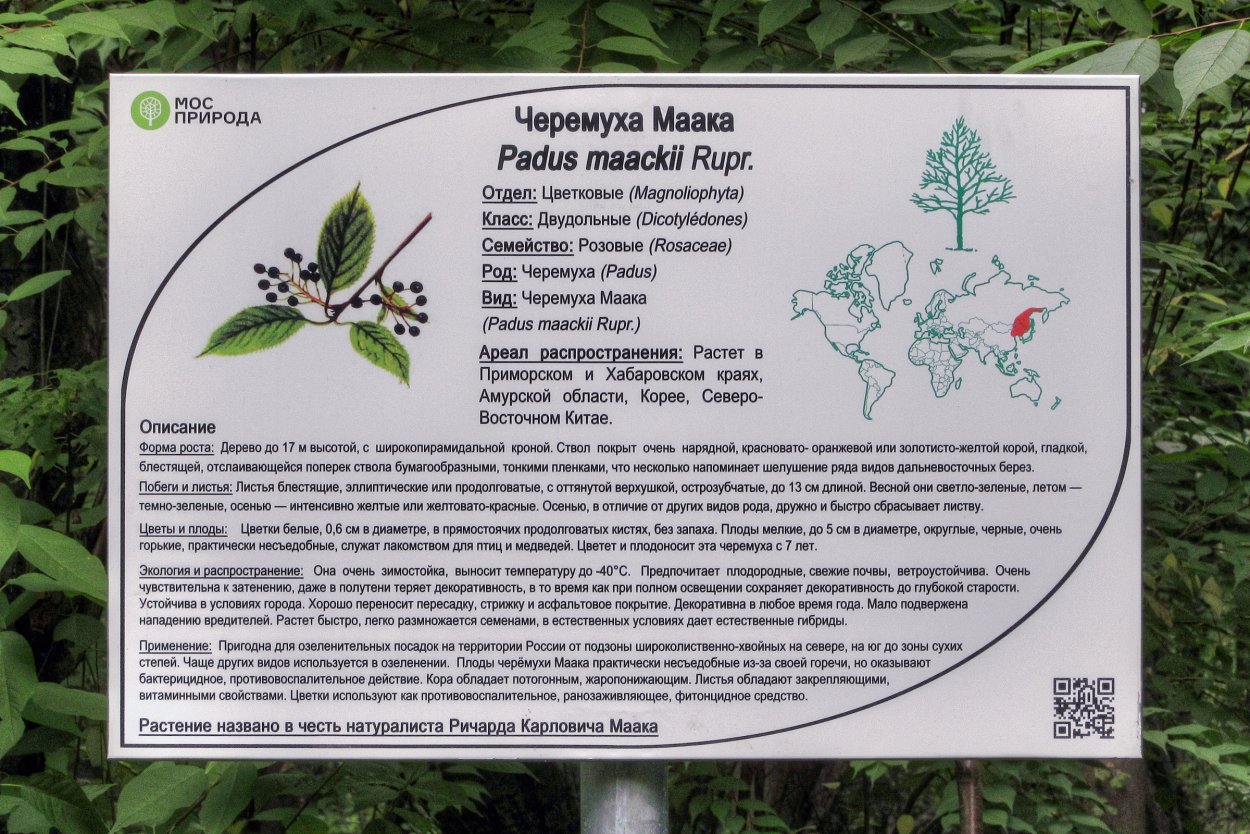 МОС
ПРИРОДА
Черемуха Маака
Padus maackii Rupr.
Отдел: Цветковые (Magnoliophyta)
Класс: Двудольные (Dicotylédones)
Семейство: Розовые (Rosaceae)
Род: Черемуха (Padus)
Вид: Черемуха Маака
(Padus maackii Rupr.)
Ареал распространения: Растет в
Приморском и Хабаровском краях,
Амурской области, Корее, Северо-
Восточном Китае.
Описание
Форма роста: Дерево до 17 м высотой, с широкопирамидальной кроной. Ствол покрыт очень нарядной, красновато- оранжевой или золотисто-желтой корой, гладкой,
блестящей, отслаивающейся поперек ствола бумагообразными, тонкими пленками, что несколько напоминает шелушение ряда видов дальневосточных берез.
Побеги и листья: Листья блестящие, эллиптические или продолговатые, с оттянутой верхушкой, острозубчатые, до 13 см длиной. Весной они светло-зеленые, летом —
темно-зеленые, осенью — интенсивно желтые или желтовато-красные. Осенью, в отличие от других видов рода, дружно и быстро сбрасывает листву.
Цветы и плоды: Цветки белые, 0,6 см в диаметре, в прямостоячих продолговатых кистях, без запаха. Плоды мелкие, до 5 см в диаметре, округлые, черные, очень
горькие, практически несъедобные, служат лакомством для птиц и медведей. Цветет и плодоносит эта черемуха с 7 лет.
Экология и распространение: Она очень зимостойка, выносит температуру до -40°С. Предпочитает плодородные, свежие почвы, ветроустойчива. Очень
чувствительна к затенению, даже в полутени теряет декоративность, в то время как при полном освещении сохраняет декоративность до глубокой старости.
Устойчива в условиях города. Хорошо переносит пересадку, стрижку и асфальтовое покрытие. Декоративна в любое время года. Мало подвержена
нападению вредителей. Растет быстро, легко размножается семенами, в естественных условиях дает естественные гибриды.
Применение: Пригодна для озеленительных посадок на территории России от подзоны широколиственно-хвойных на севере, на юг до зоны сухих
степей. Чаще других видов используется в озеленении. Плоды черёмухи Маака практически несъедобные из-за своей горечи, но оказывают
бактерицидное, противовоспалительное действие. Кора обладает потогонным, жаропонижающим. Листья обладают закрепляющими,
витаминными свойствами. Цветки используют как противовоспалительное, ранозаживляющее, фитонцидное средство.
Растение названо в честь натуралиста Ричарда Карловича Маака